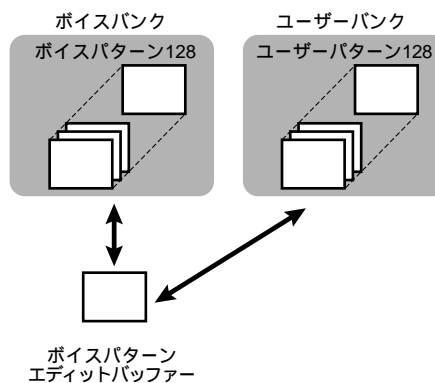 ボイスバンク
ユーザーバンク
ボイスパターン128
ユーザーパターン128
ボイスパターン
エディットバッファー